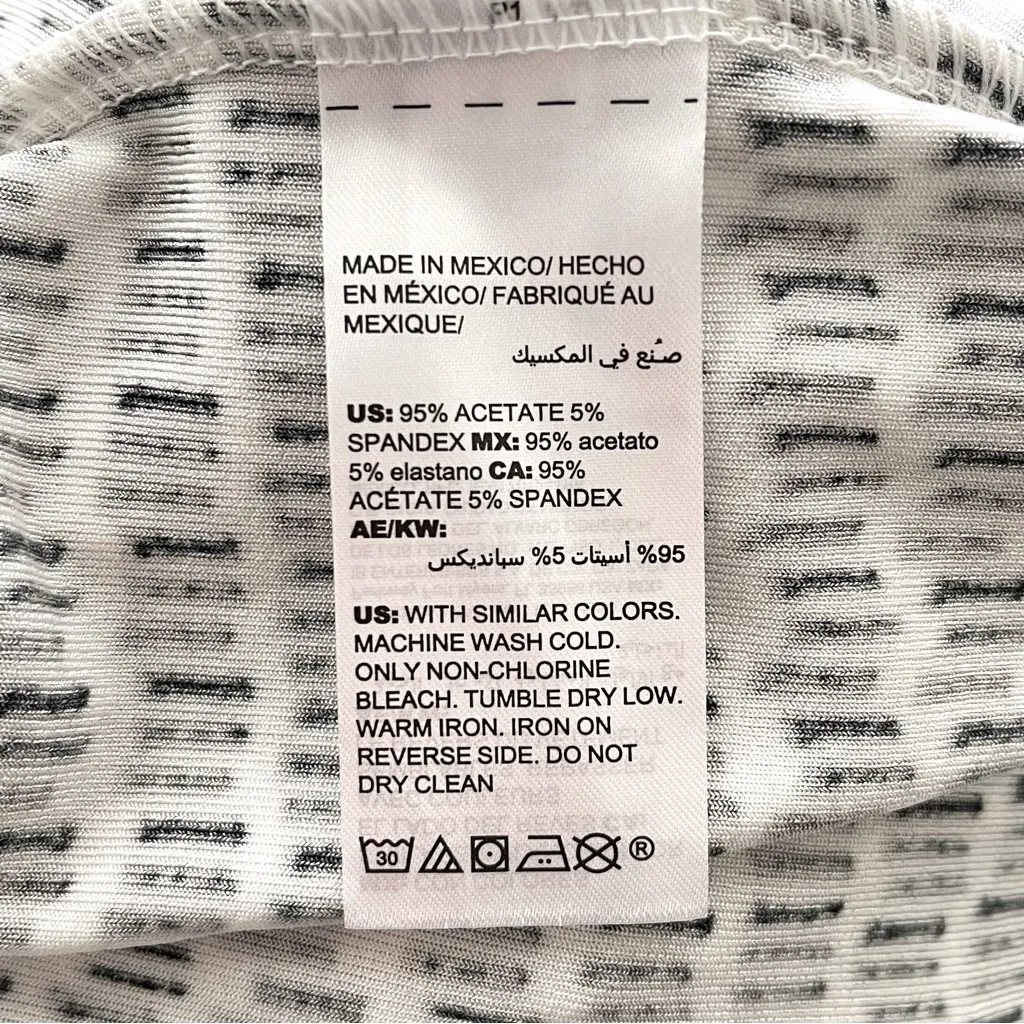 MADE IN MEXICO/ HECHO
EN MÉXICO/ FABRIQUÉ AU
MEXIQUE/
صُنع في المكسيك
US: 95% ACETATE 5%
SPANDEX MX: 95% acetato
5% elastano CA: 95%
ACÉTATE 5% SPANDEX
AE/KW:
95% أسيتات 5% سبانديكس
US: WITH SIMILAR COLORS.
MACHINE WASH COLD.
ONLY NON-CHLORINE
BLEACH. TUMBLE DRY LOW.
WARM IRON. IRON ON
REVERSE SIDE. DO NOT
DRY CLEAN
30 ®